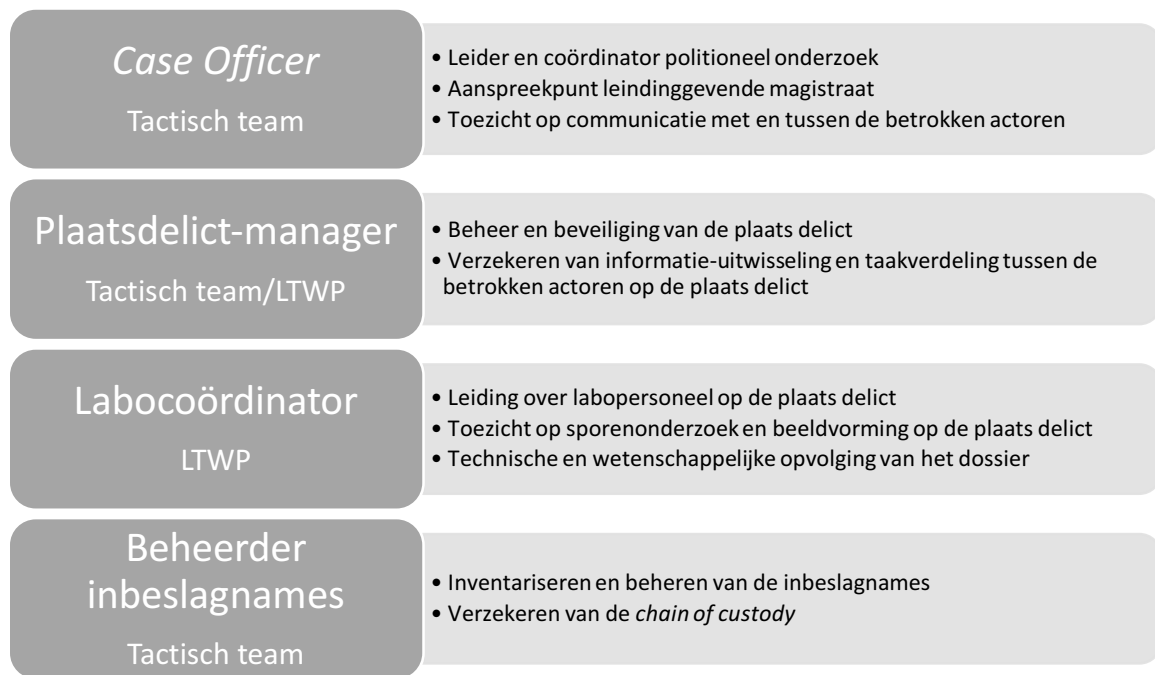 Case Officer
Tactisch team
• Leider en coördinator politioneel onderzoek
• Aanspreekpunt leindinggevende magistraat
• Toezicht op communicatie met en tussen de betrokken actoren
Plaatsdelict-manager
Tactisch team/LTWP
• Beheer en beveiliging van de plaats delict
• Verzekeren van informatie-uitwisseling en taakverdeling tussen de
betrokken actoren op de plaats delict
Labocoördinator
LTWP
• Leiding over labopersoneel op de plaats delict
• Toezicht op sporenonderzoek en beeldvorming op de plaats delict
• Technische en wetenschappelijke opvolging van het dossier
Beheerder
inbeslagnames
Tactisch team
• Inventariseren en beheren van de inbeslagnames
• Verzekeren van de chain of custody